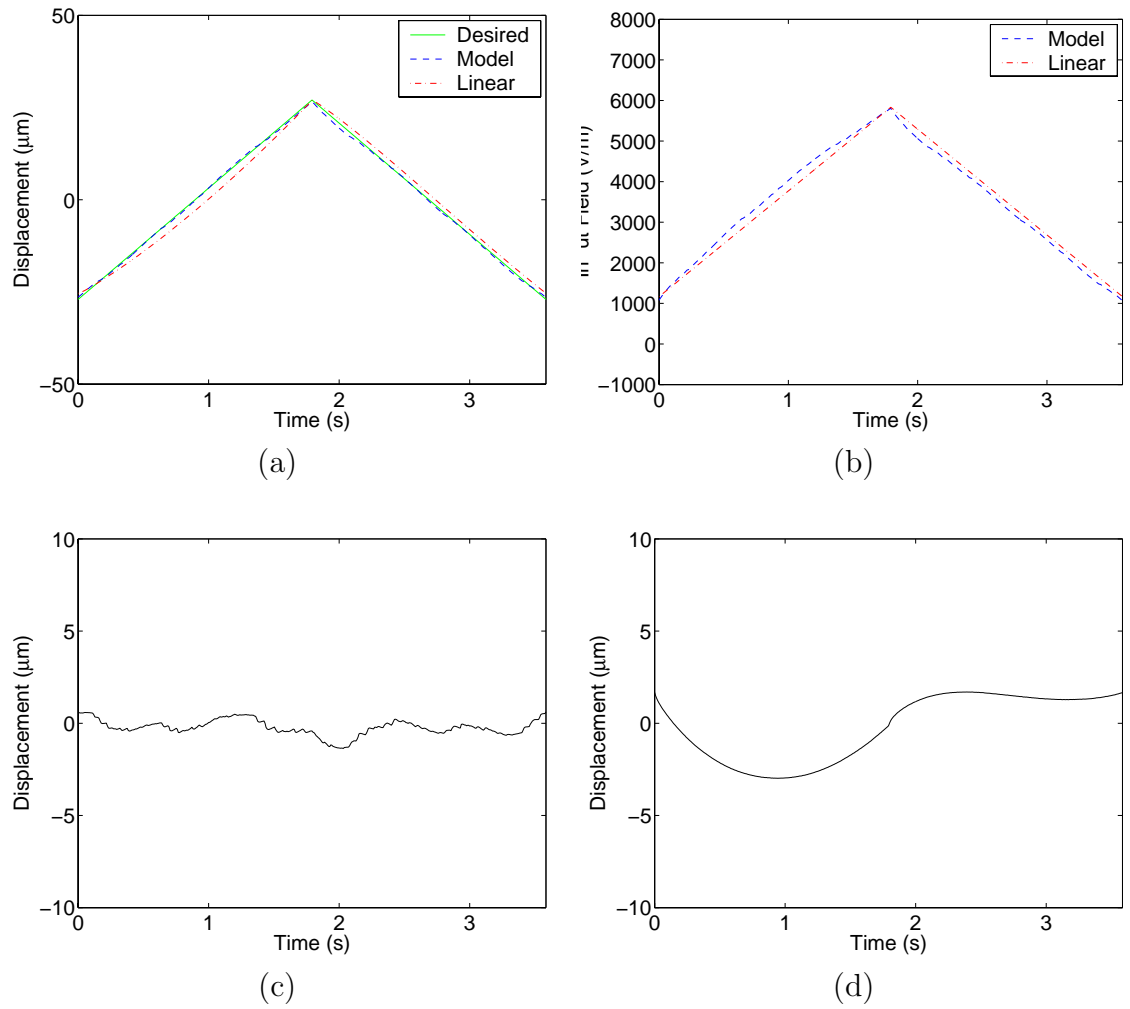 50
0
−50
Displacement (μm)
Desired
Model
Linear
0 1 2 3
Time (s)
(a)
8000
7000
6000
5000
4000
3000
2000
1000
0
−1000
Field (V/m)
Model
Linear
0 1 2 3
Time (s)
(b)
10
5
0
−5
−10
Displacement (μm)
0 1 2 3
Time (s)
(c)
10
5
0
−5
−10
Displacement (μm)
0 1 2 3
Time (s)
(d)